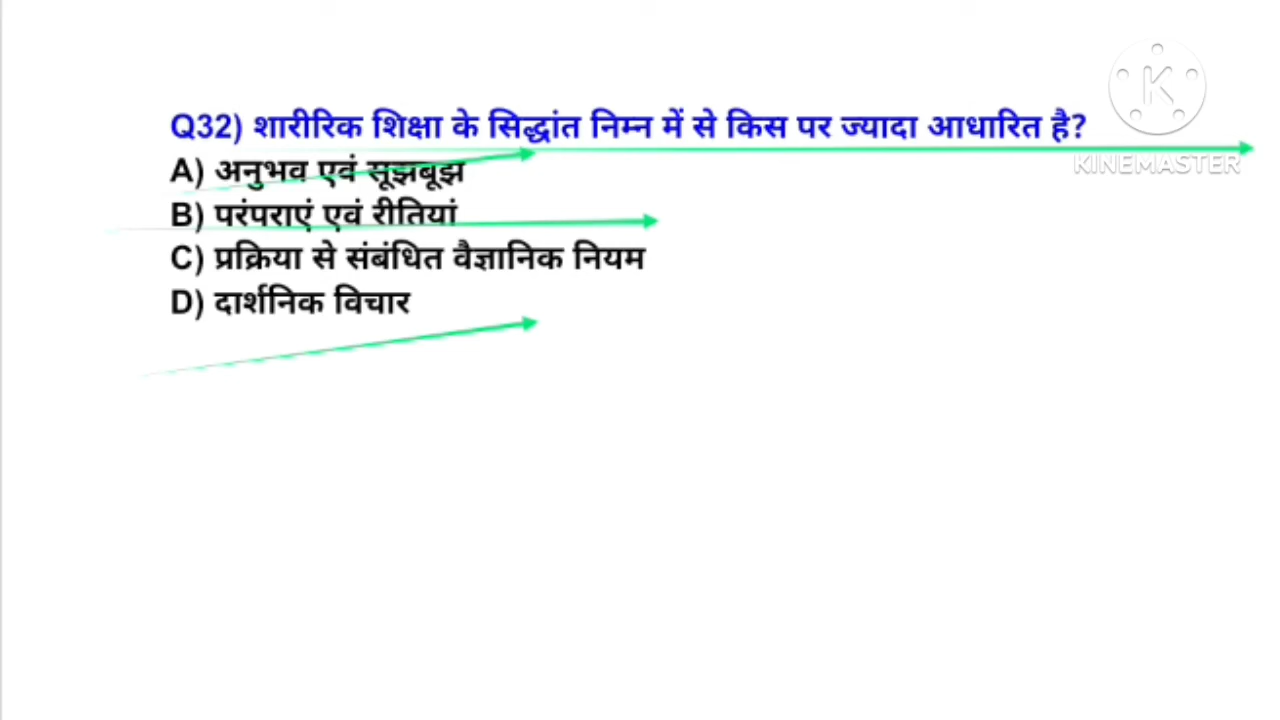 Q32) शारीरिक शिक्षा के सिद्धांत निम्न में से किस पर ज्यादा आधारित है?
A) अनुभव एवं सूझबूझ
B) परंपराएं एवं रीतियां
C) प्रक्रिया से संबंधित वैज्ञानिक नियम
D) दार्शनिक विचार
K
KINEMASTER